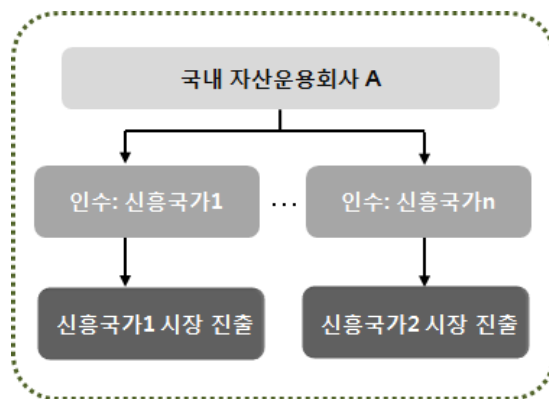 국내 자산운용회사 A
인수: 신흥국가1 ... 인수: 신흥국가n
신흥국가1 시장 진출 신흥국가2 시장 진출